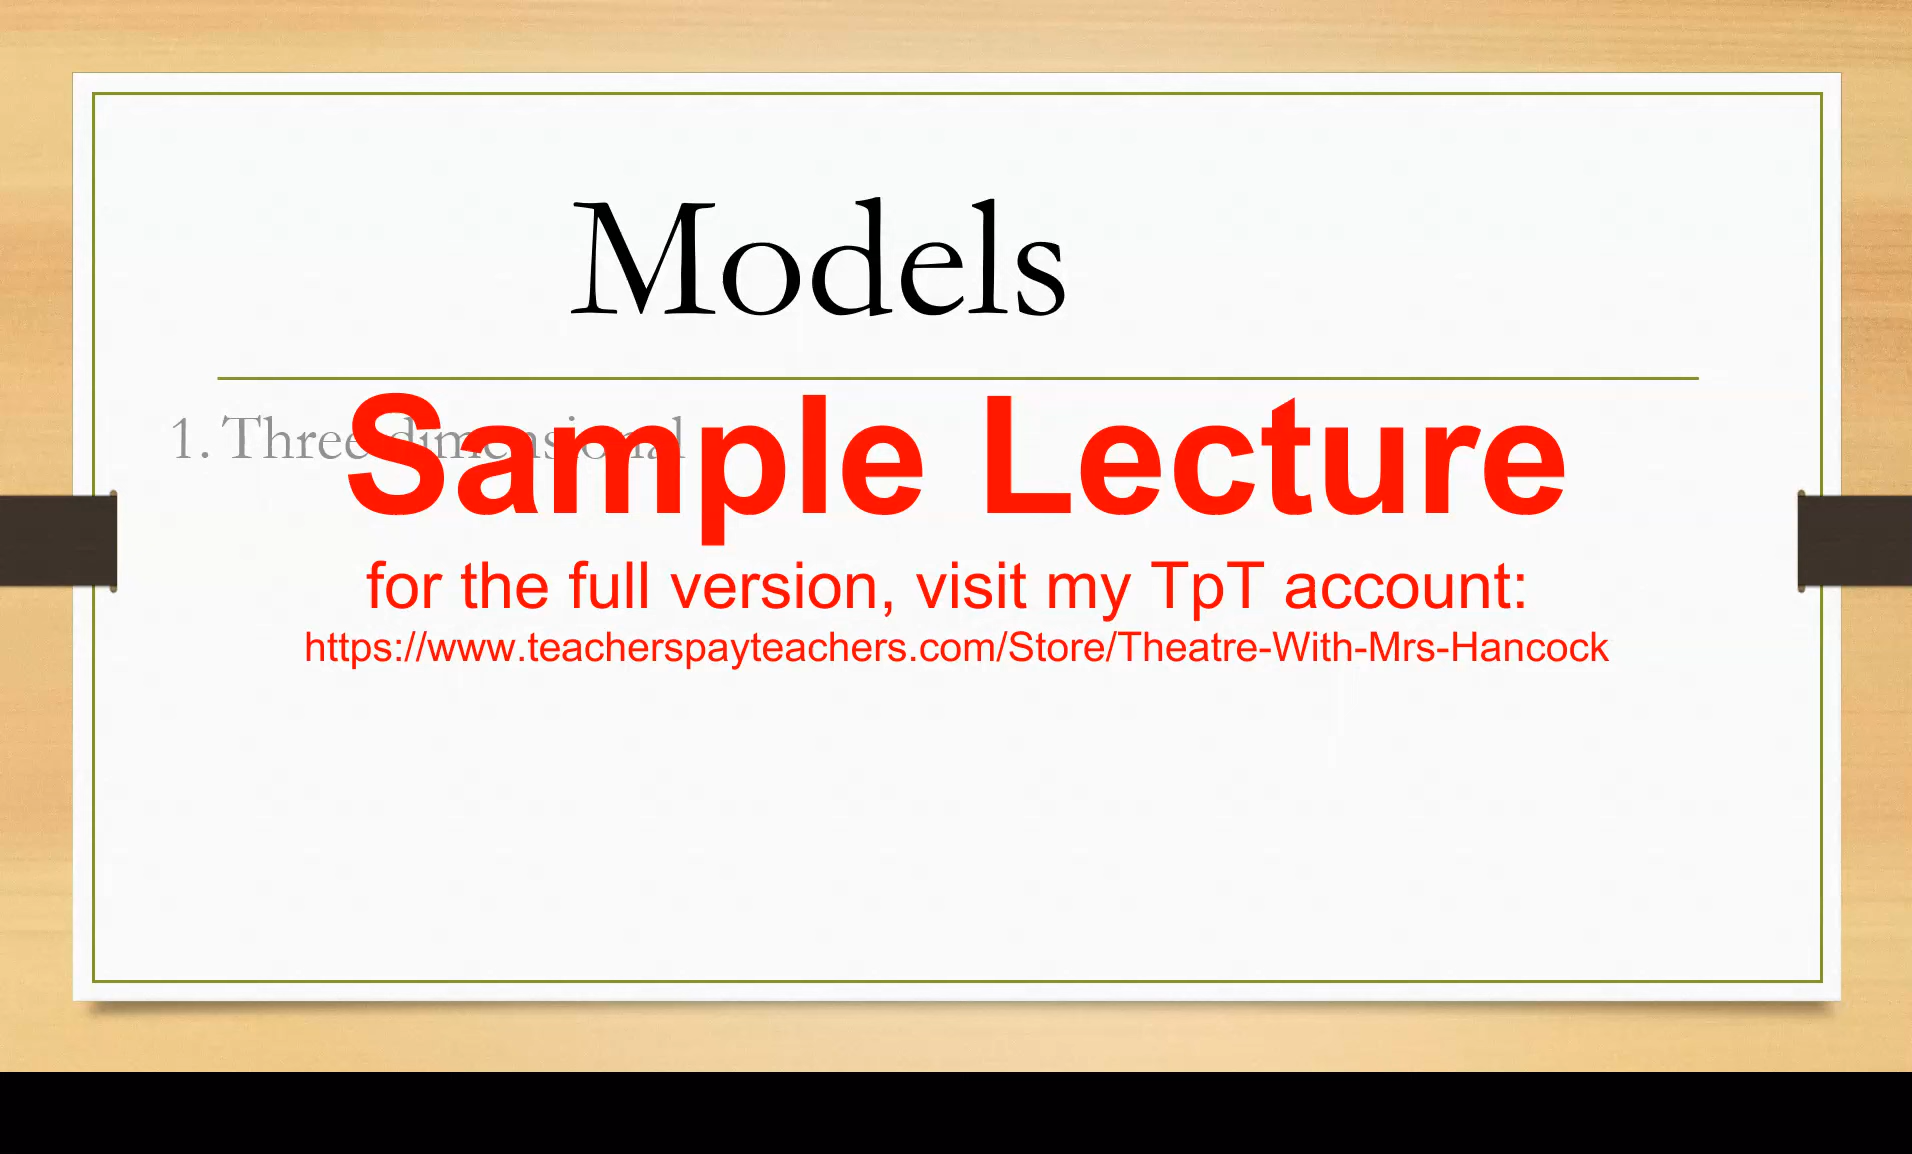 Models
1. Three dimensional
Sample Lecture
for the full version, visit my TpT account:
https://www.teacherspayteachers.com/Store/Theatre-With-Mrs-Hancock